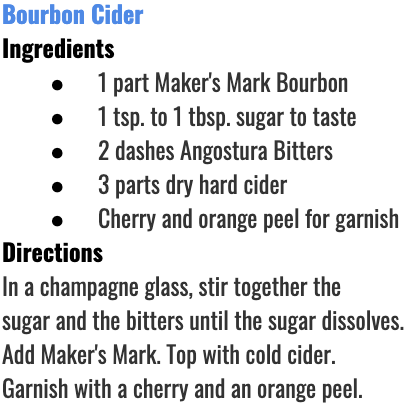 Bourbon Cider
Ingredients
● 1 part Maker's Mark Bourbon
● 1 tsp. to 1 tbsp. sugar to taste
● 2 dashes Angostura Bitters
● 3 parts dry hard cider
● Cherry and orange peel for garnish
Directions
In a champagne glass, stir together the
sugar and the bitters until the sugar dissolves.
Add Maker's Mark. Top with cold cider.
Garnish with a cherry and an orange peel.